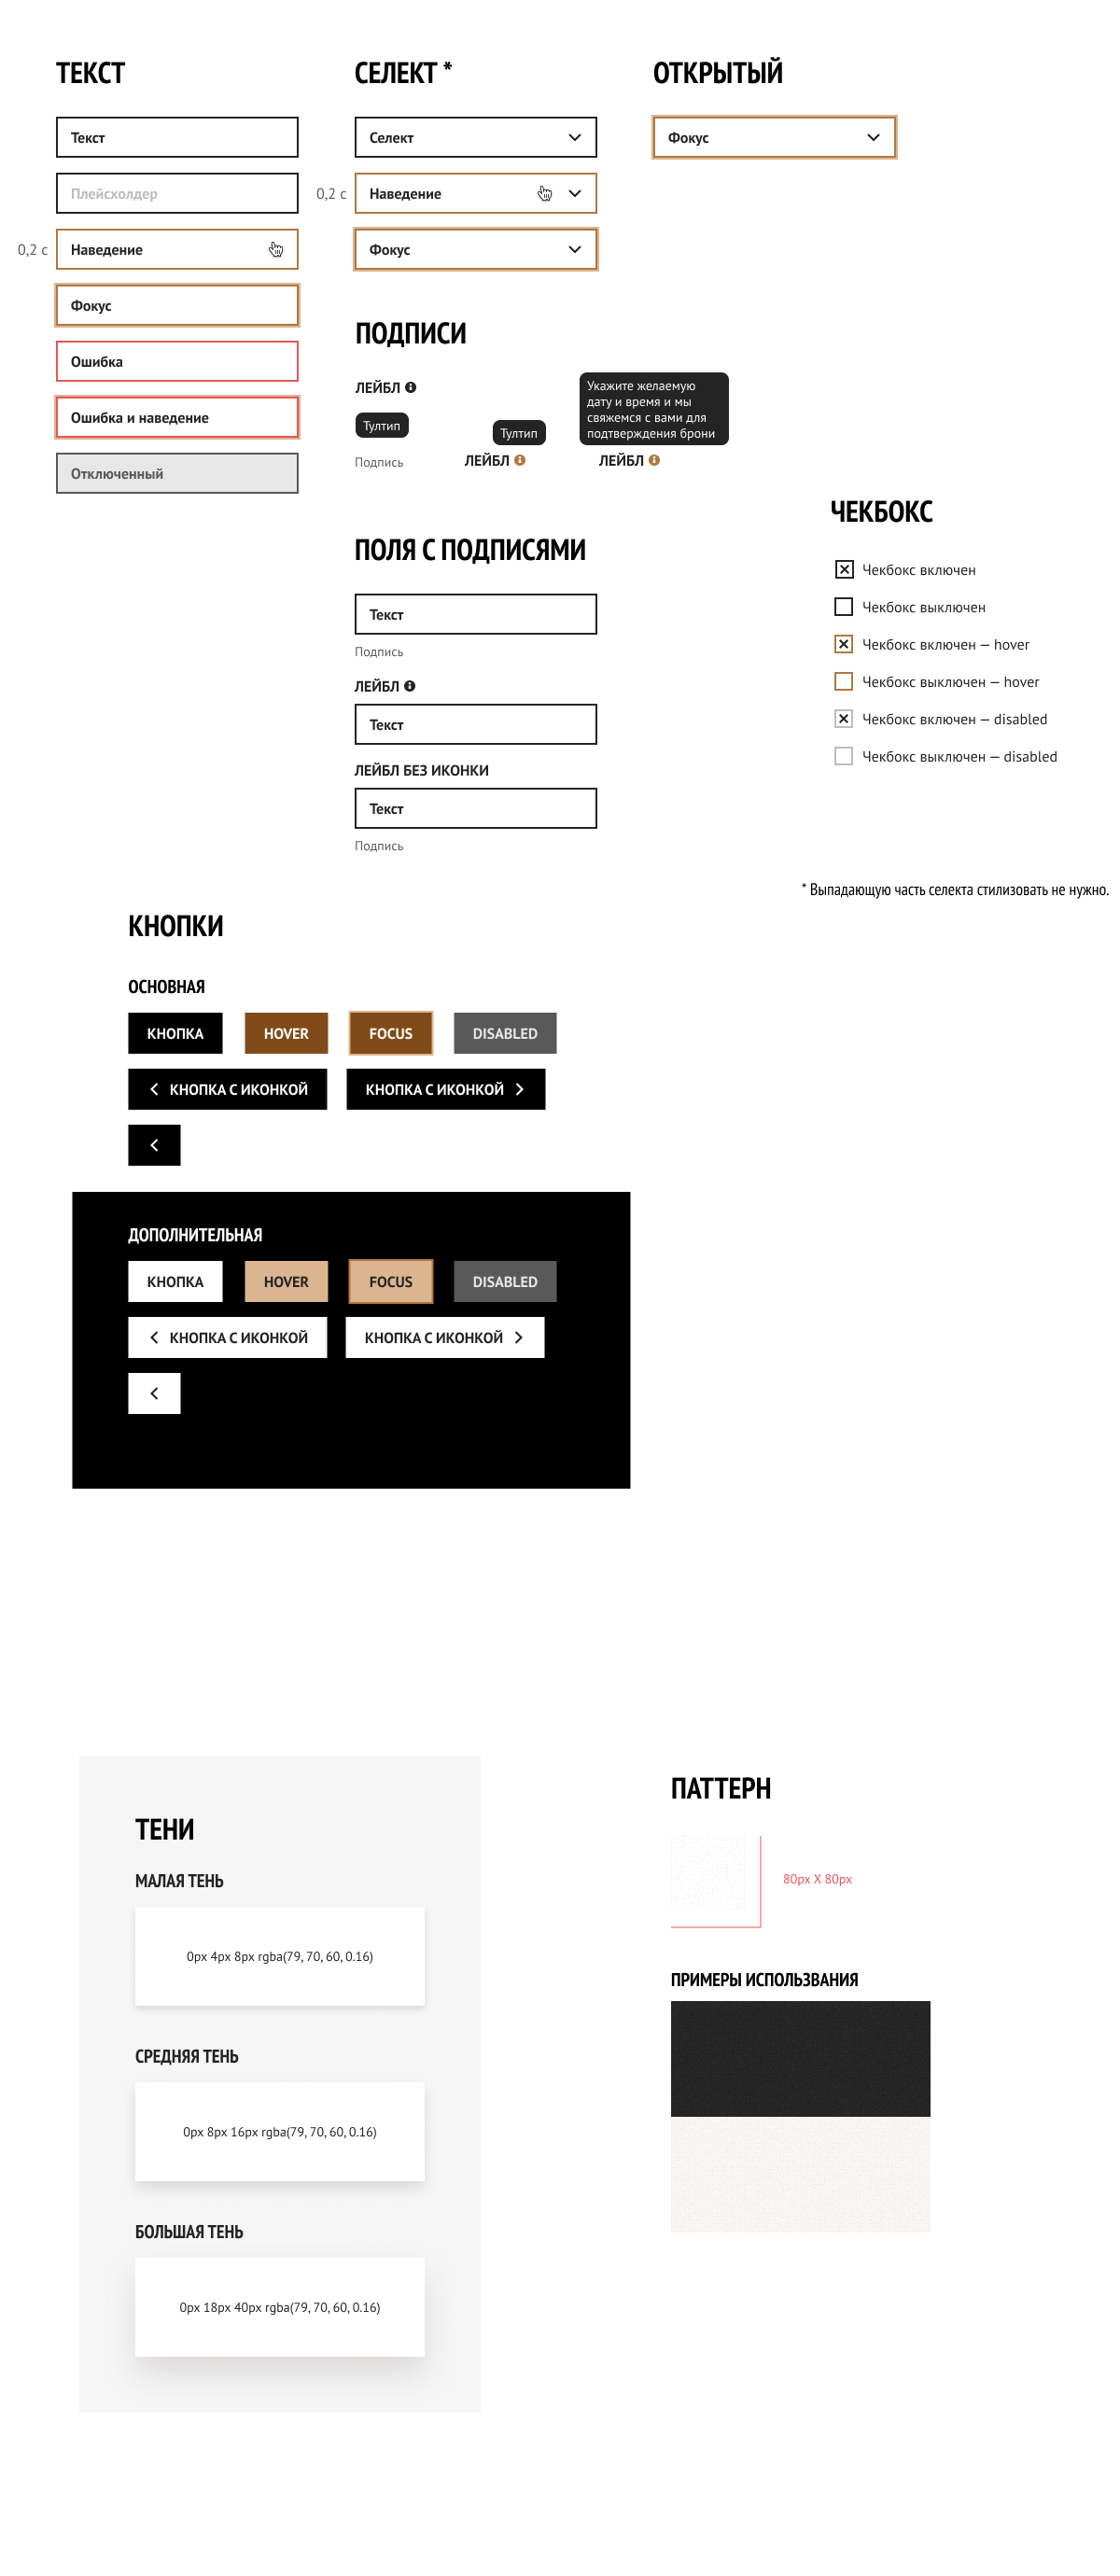 ТЕКСТ
Текст
Плейсхолдер
0,2 с
Наведение
Фокус
Ошибка
Ошибка и наведение
Отключенный
СЕЛЕКТ *
Селект
0,2 с
Наведение
Фокус
ОТКРЫТЫЙ
Фокус
ПОДПИСИ
ЛЕЙБЛ
Тултип
Подпись
Тултип
ЛЕЙБЛ
Укажите желаемую
дату и время и мы
свяжемся с вами для
подтверждения брони
ЛЕЙБЛ
ПОЛЯ С ПОДПИСЯМИ
Текст
Подпись
ЛЕЙБЛ
Текст
ЛЕЙБЛ БЕЗ ИКОНКИ
Текст
Подпись
ЧЕКБОКС
Чекбокс включен
Чекбокс выключен
Чекбокс включен — hover
Чекбокс выключен — hover
Чекбокс включен — disabled
Чекбокс выключен — disabled
* Выпадающую часть селекта стилизовать не нужно.
КНОПКИ
ОСНОВНАЯ
КНОПКА HOVER FOCUS DISABLED
КНОПКА С ИКОНКОЙ КНОПКА С ИКОНКОЙ
ДОПОЛНИТЕЛЬНАЯ
КНОПКА HOVER FOCUS DISABLED
КНОПКА С ИКОНКОЙ КНОПКА С ИКОНКОЙ
ТЕНИ
МАЛАЯ ТЕНЬ
0px 4px 8px rgba(79, 70, 60, 0.16)
СРЕДНЯЯ ТЕНЬ
0px 8px 16px rgba(79, 70, 60, 0.16)
БОЛЬШАЯ ТЕНЬ
0px 18px 40px rgba(79, 70, 60, 0.16)
ПАТТЕРН
80px X 80px
ПРИМЕРЫ ИСПОЛЬЗВАНИЯ